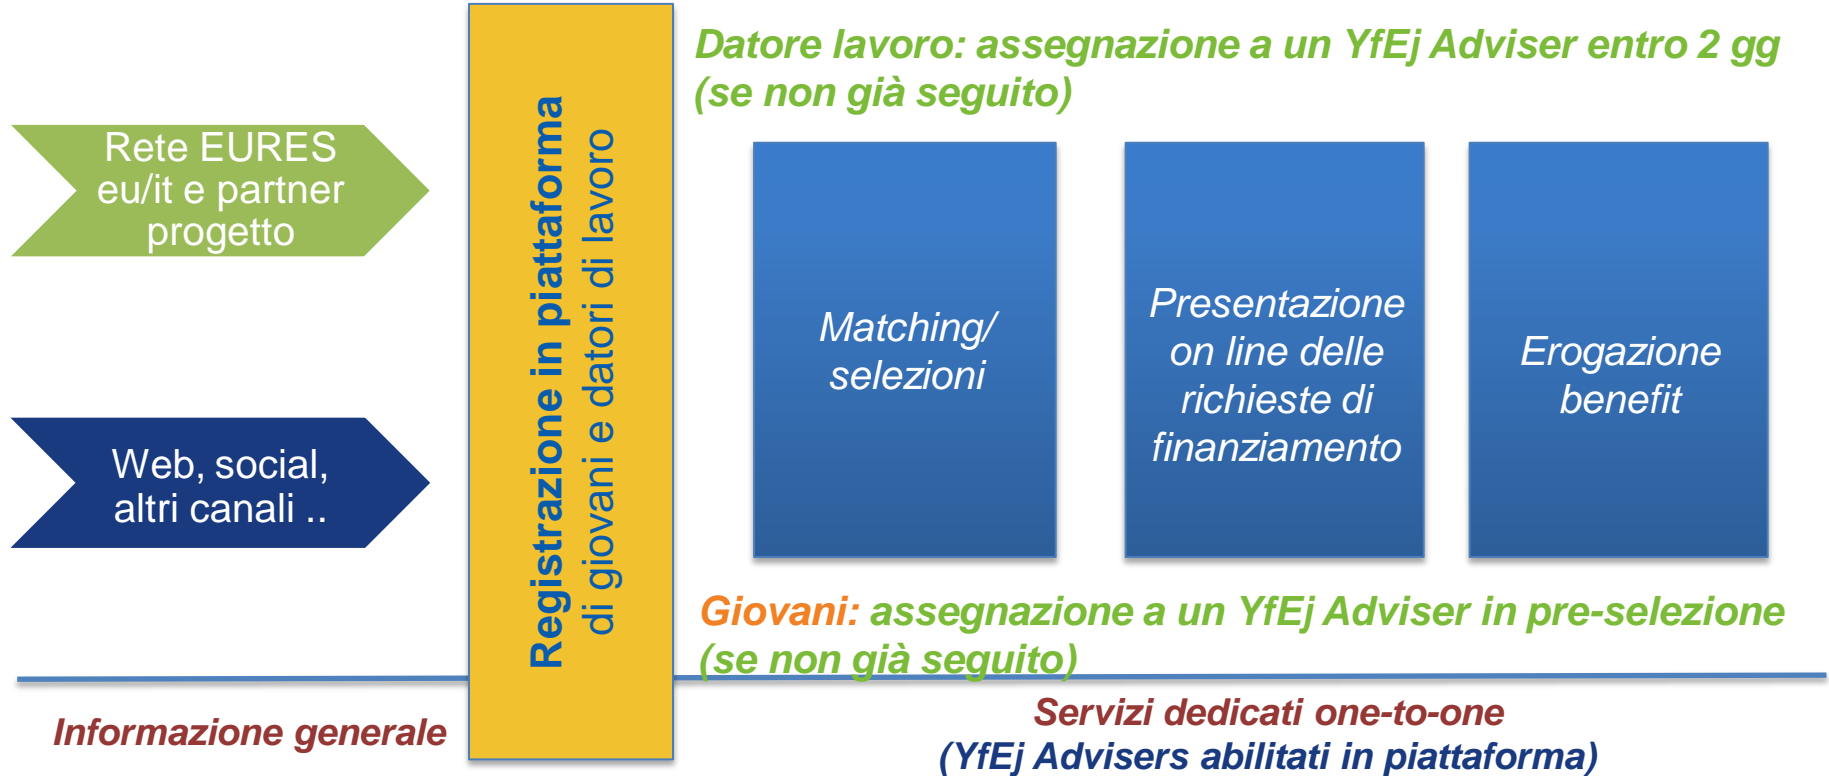 Rete EURES
eu/it e partner
progetto
Web, social,
altri canali ..
Registrazione in piattaforma
di giovani e datori di lavoro
Datore lavoro: assegnazione a un YfEj Adviser entro 2 gg
(se non già seguito)
Matching/
selezioni
Presentazione
on line delle
richieste di
finanziamento
Erogazione
benefit
Giovani: assegnazione a un YfEj Adviser in pre-selezione
(se non già seguito)
Informazione generale
Servizi dedicati one-to-one
(YfEj Advisers abilitati in piattaforma)